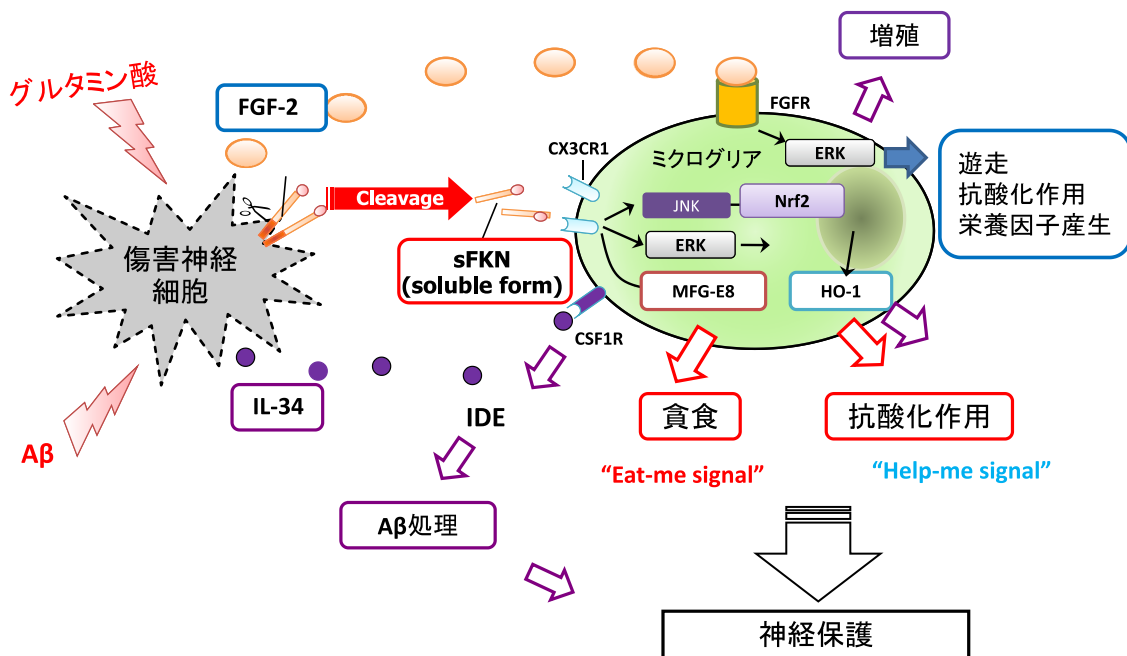 増殖
グルタミン酸
FGF-2
FGFR
CX3CR1
ミクログリア
ERK
遊走
抗酸化作用
栄養因子産生
Cleavage
JNK
Nrf2
傷害神経
細胞
sFKN
(soluble form)
ERK
MFG-E8
HO-1
CSF1R
IL-34
IDE
貪食
抗酸化作用
Aβ
“Eat-me signal”
“Help-me signal”
Aβ処理
神経保護